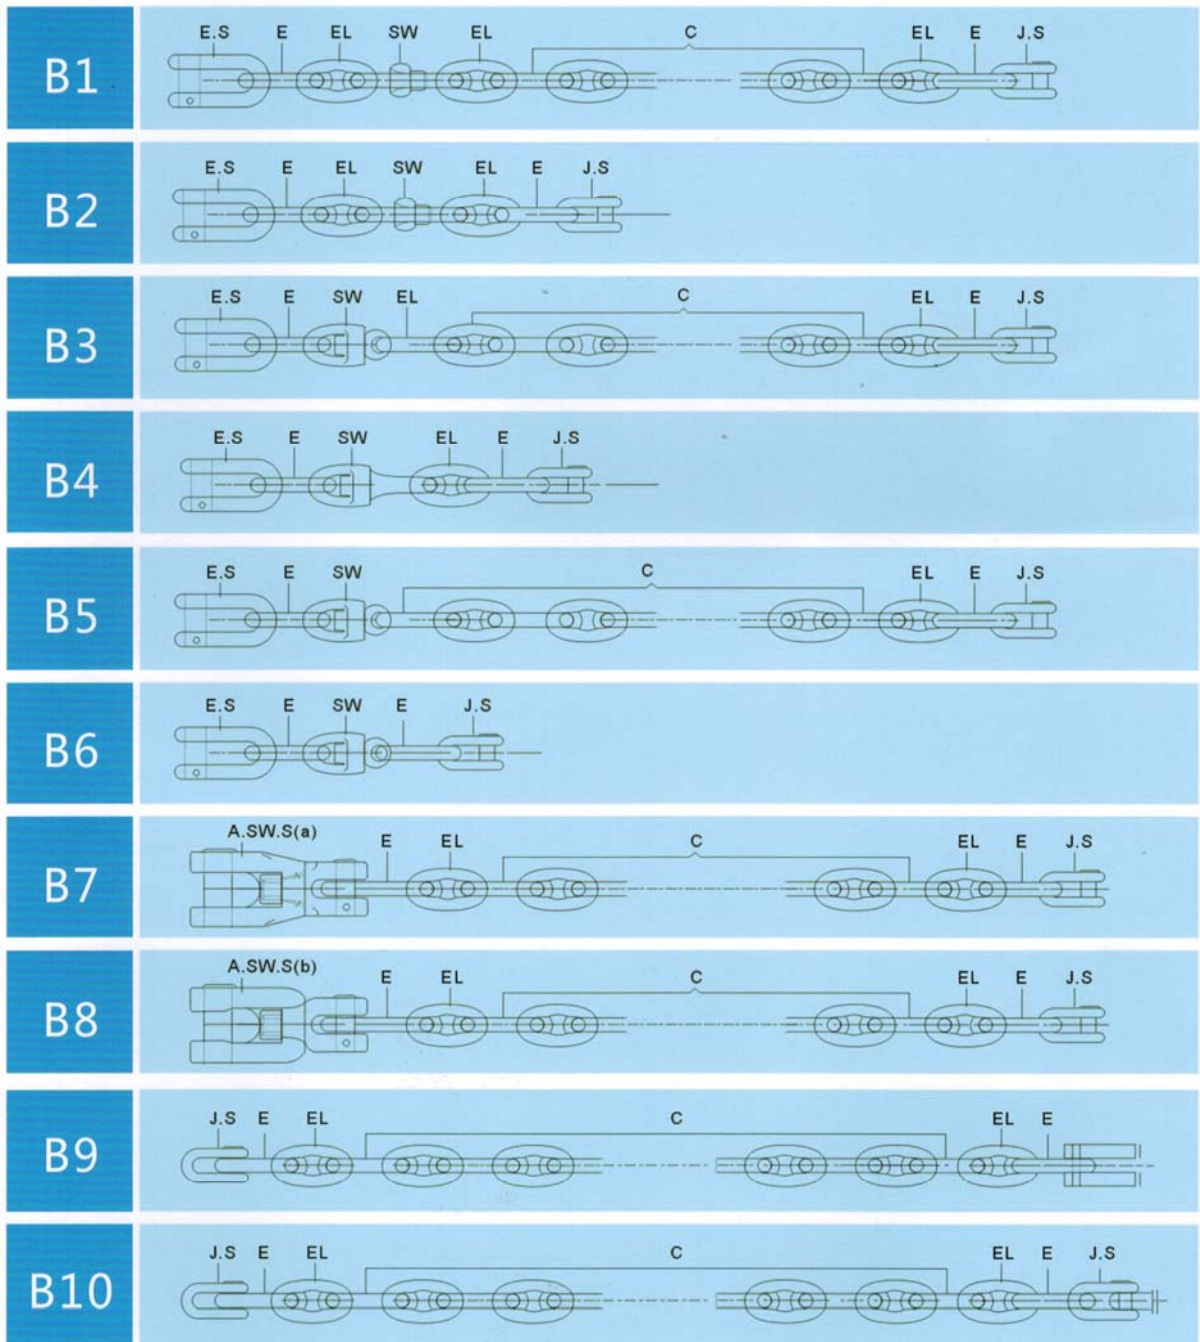 E.S E EL SW EL C EL E J.S
B1
E.S E EL SW EL E J.S
B2
E.S E SW EL C EL E J.S
B3
E.S E SW EL E J.S
B4
E.S E SW C EL E J.S
B5
E.S E SW E J.S
B6
A.SW.S(a) E EL C EL E J.S
B7
A.SW.S(b) E EL C EL E J.S
B8
J.S E EL C EL E
B9
J.S E EL C EL E J.S
B10